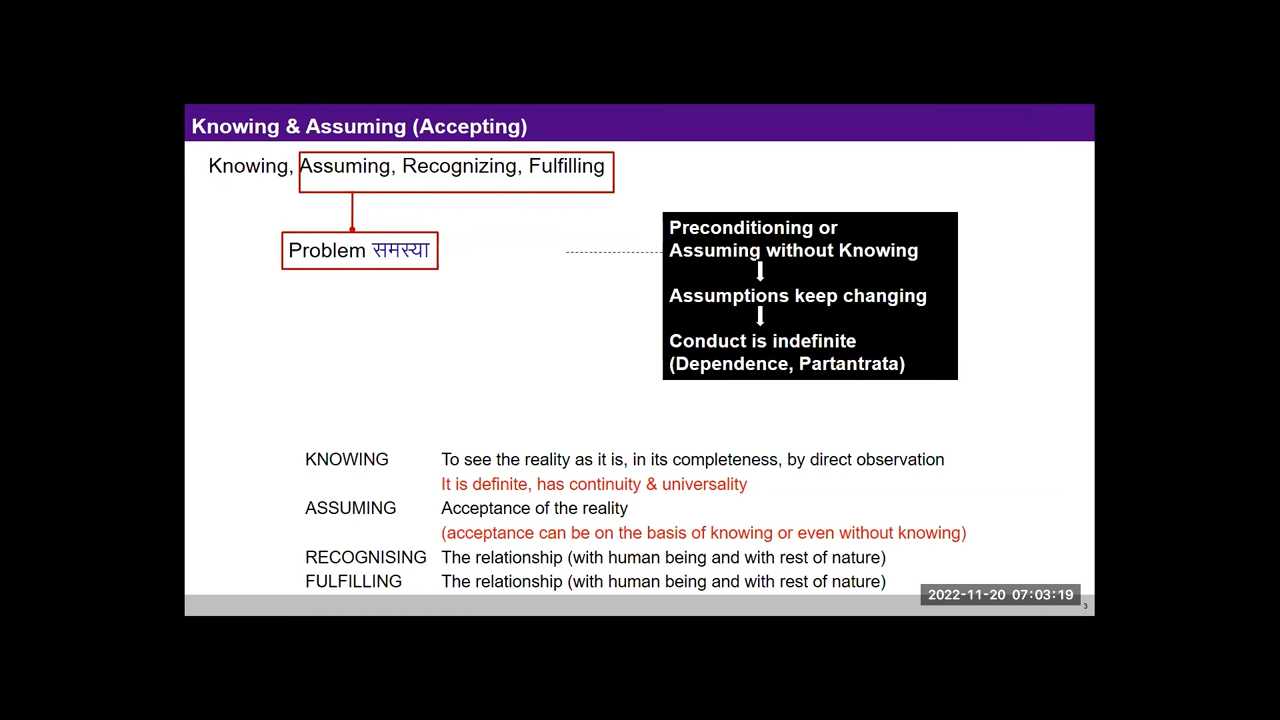 Knowing & Assuming (Accepting)
Knowing, Assuming, Recognizing, Fulfilling
Problem समस्या
Preconditioning or
Assuming without Knowing
Assumptions keep changing
Conduct is indefinite
(Dependence, Partantrata)
KNOWING To see the reality as it is, in its completeness, by direct observation
It is definite, has continuity & universality
ASSUMING Acceptance of the reality
(acceptance can be on the basis of knowing or even without knowing)
RECOGNISING The relationship (with human being and with rest of nature)
FULFILLING The relationship (with human being and with rest of nature)
2022-11-20 07:03:19
3